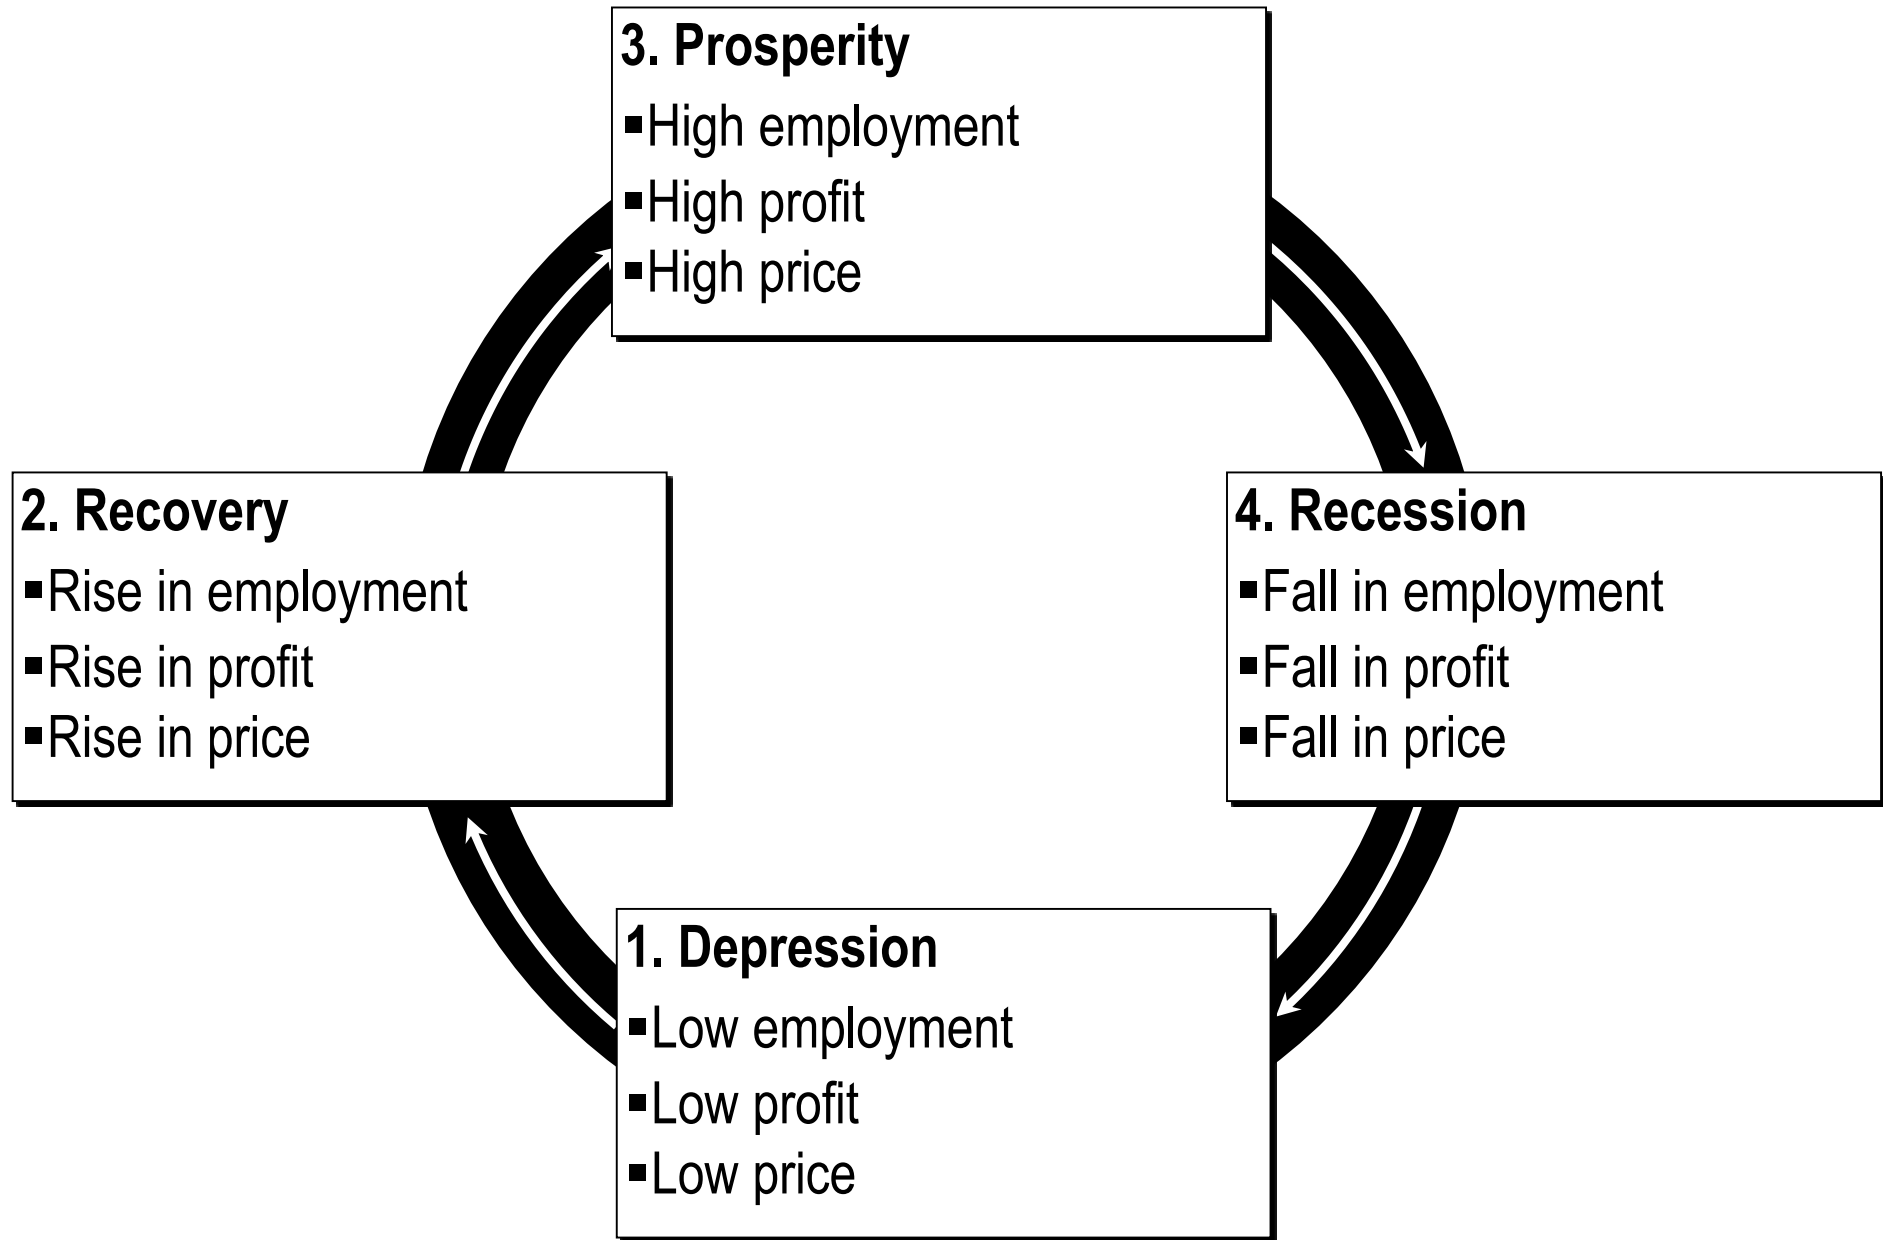 3. Prosperity
▪High employment
▪High profit
▪High price
2. Recovery
▪Rise in employment
▪Rise in profit
▪Rise in price
4. Recession
▪Fall in employment
▪Fall in profit
▪Fall in price
1. Depression
▪Low employment
▪Low profit
▪Low price